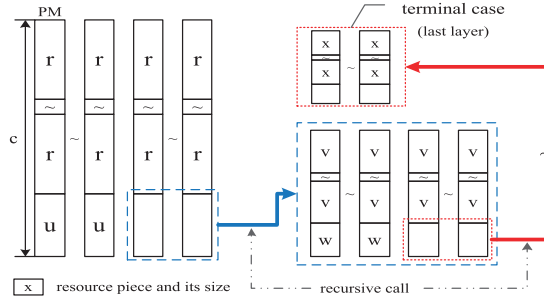 PM
terminal case
(last layer)
r r r r
x x
~ ~ ~ ~
~ ~
c
~ ~
~
x x
~
r r r r
v v v v
~ ~ ~ ~
~ ~
v v v v
u u
w w
x resource piece and its size
recursive call